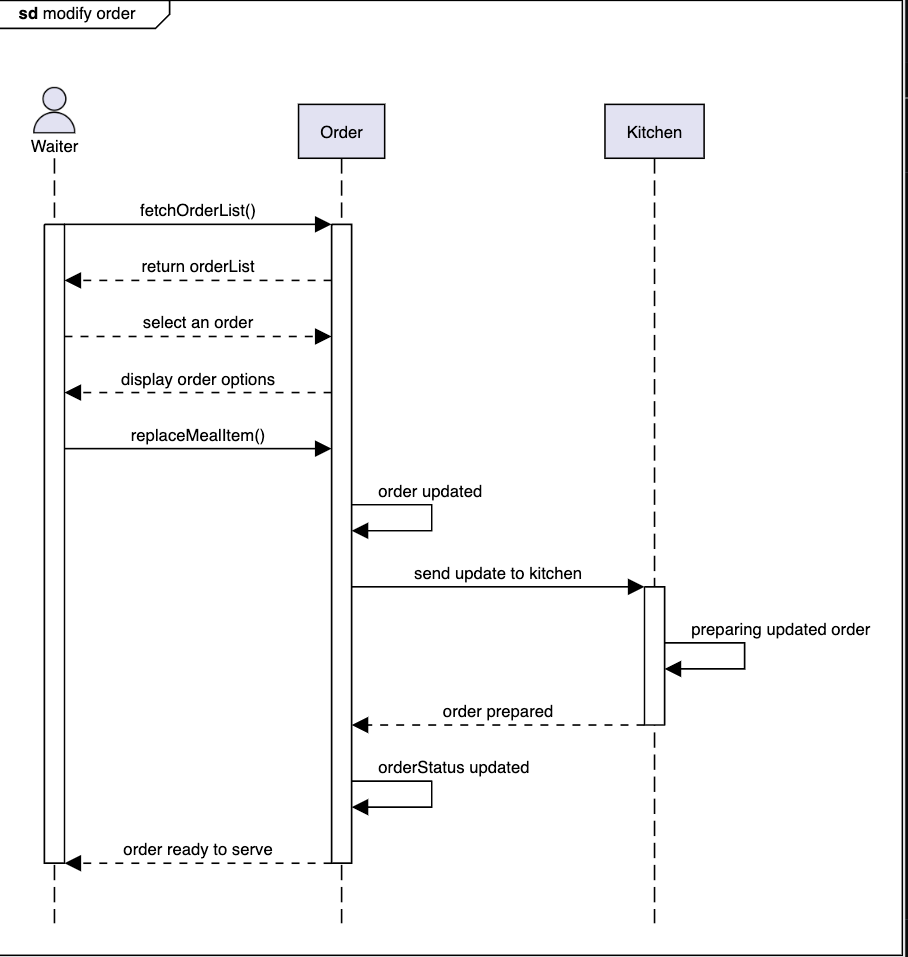 sd modify order
Waiter
Order
Kitchen
fetchOrderList()
return orderList
select an order
display order options
replaceMealItem()
order updated
send update to kitchen
preparing updated order
order prepared
orderStatus updated
order ready to serve